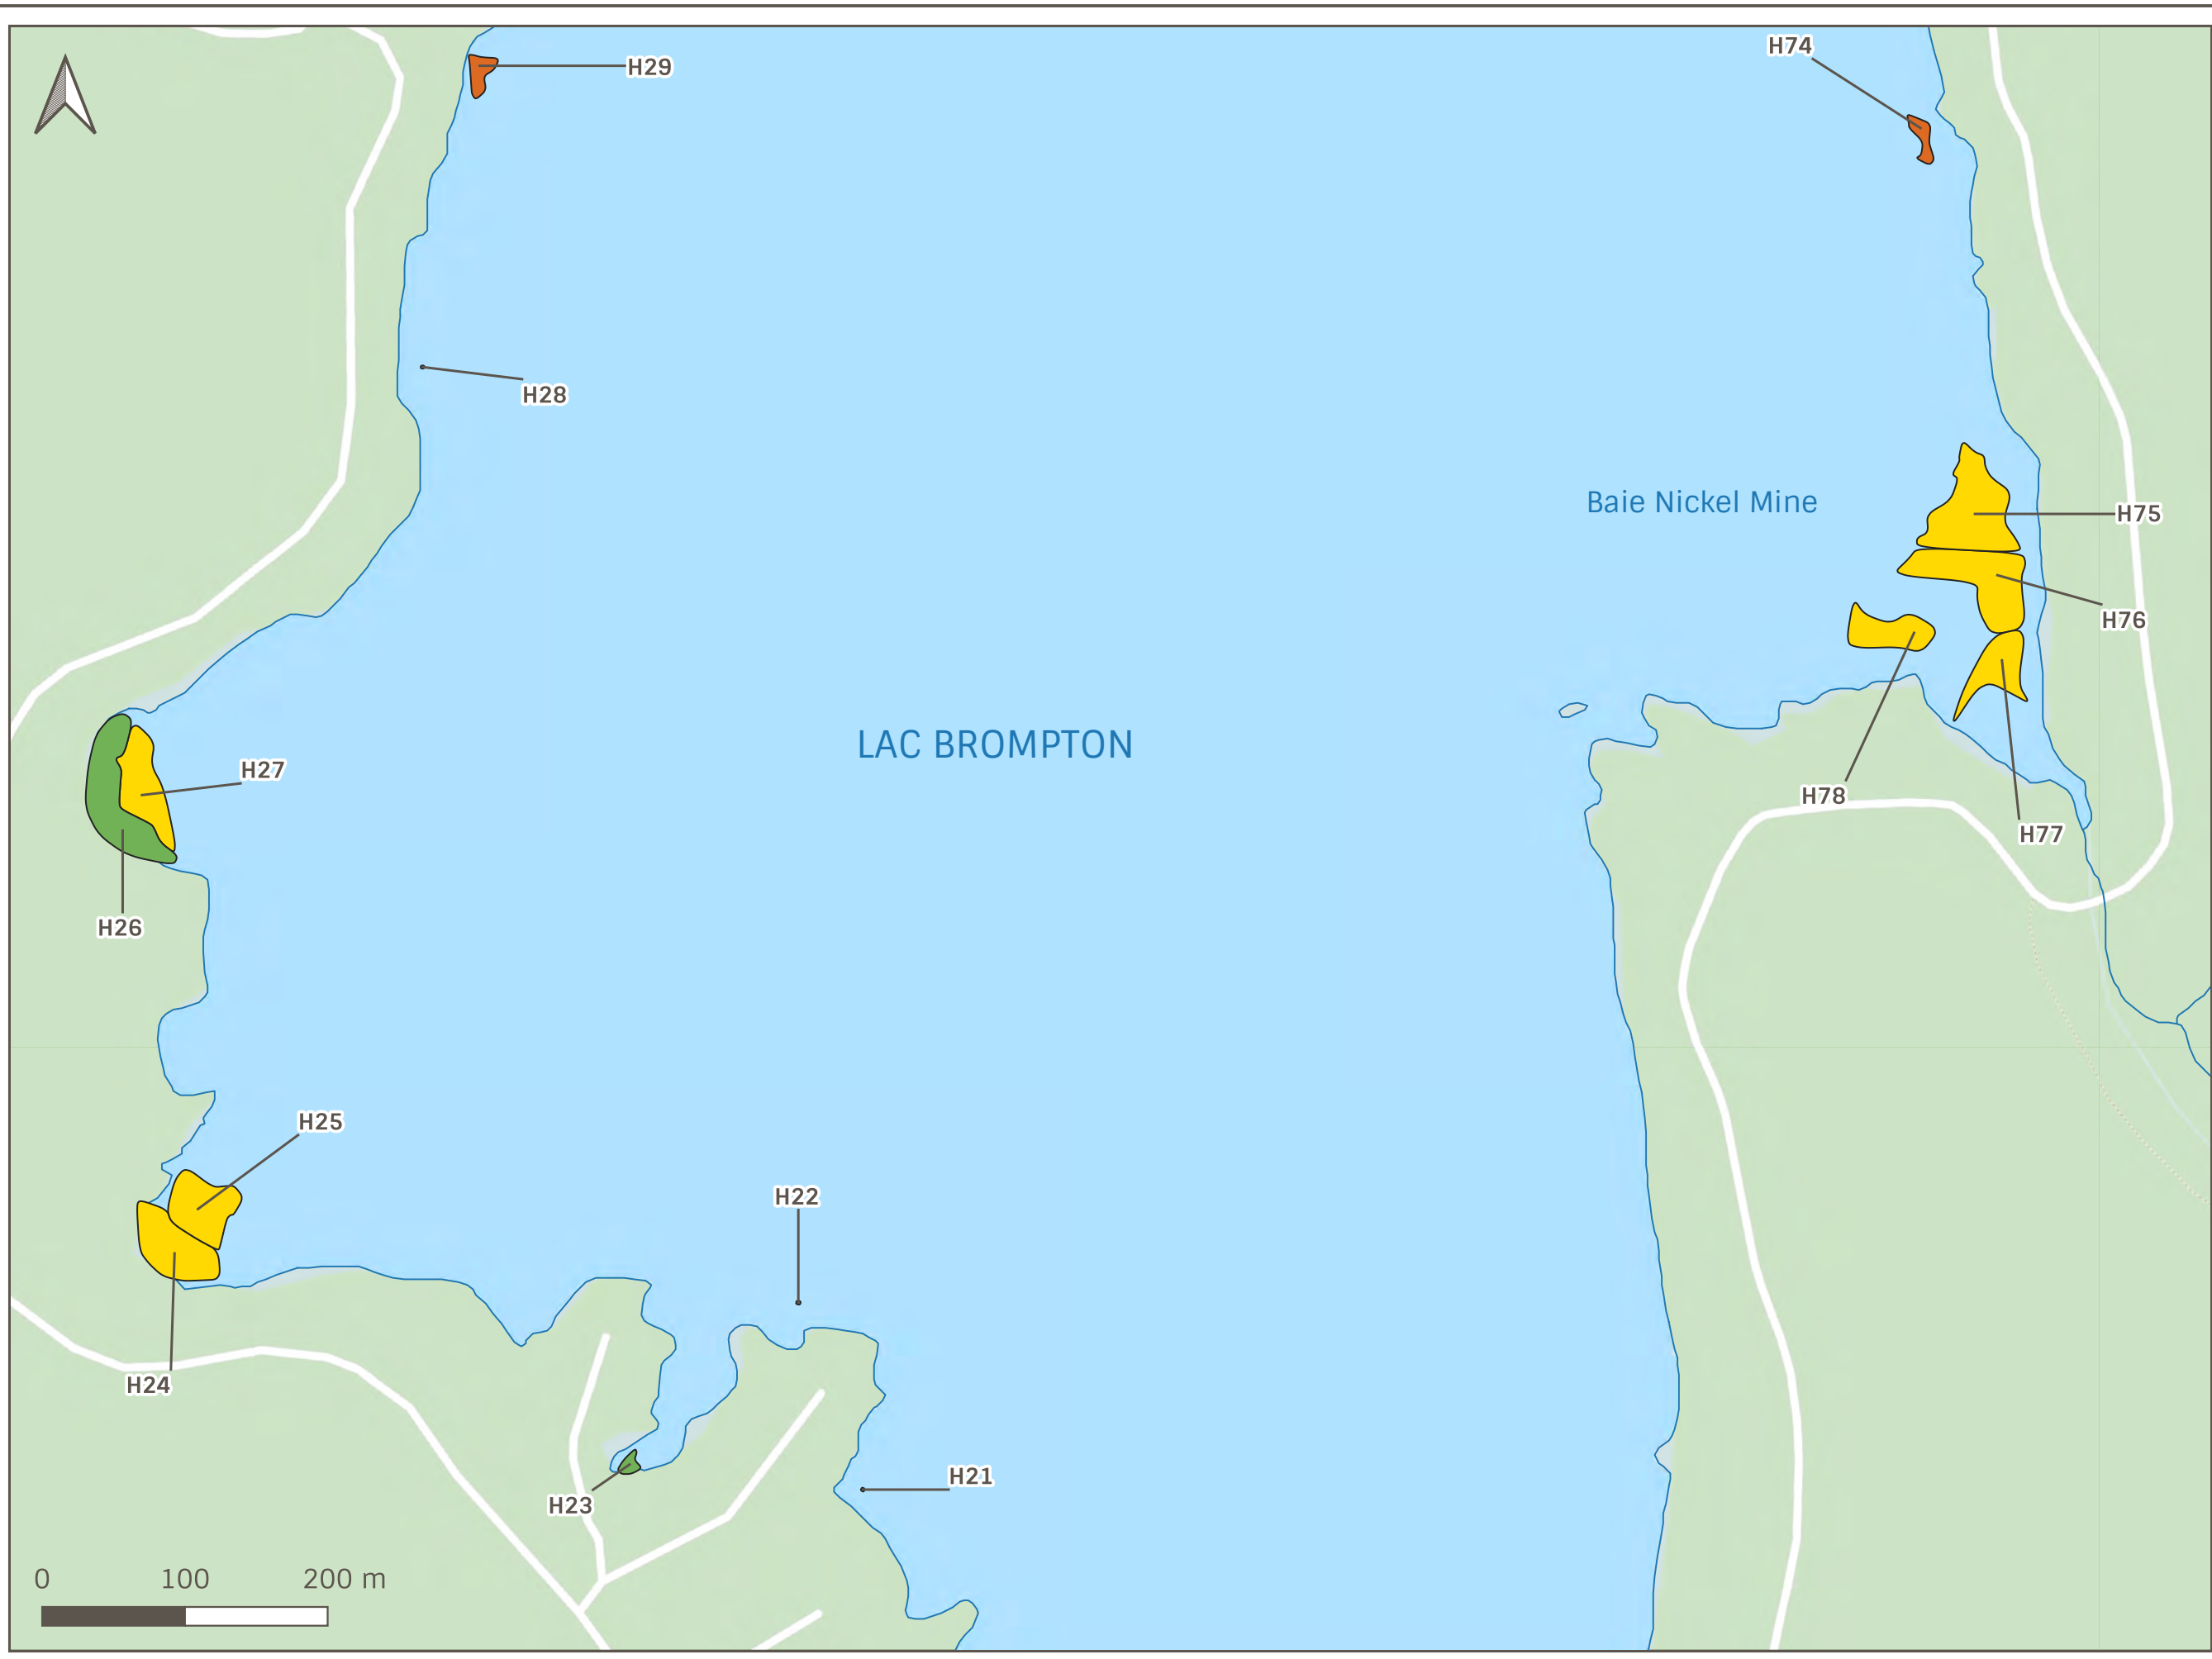 H74
H29
H28
Baie Nickel Mine
H75
H76
LAC BROMPTON
H27
H78
H77
H26
H25
H22
H24
H21
H23
0 100 200 m